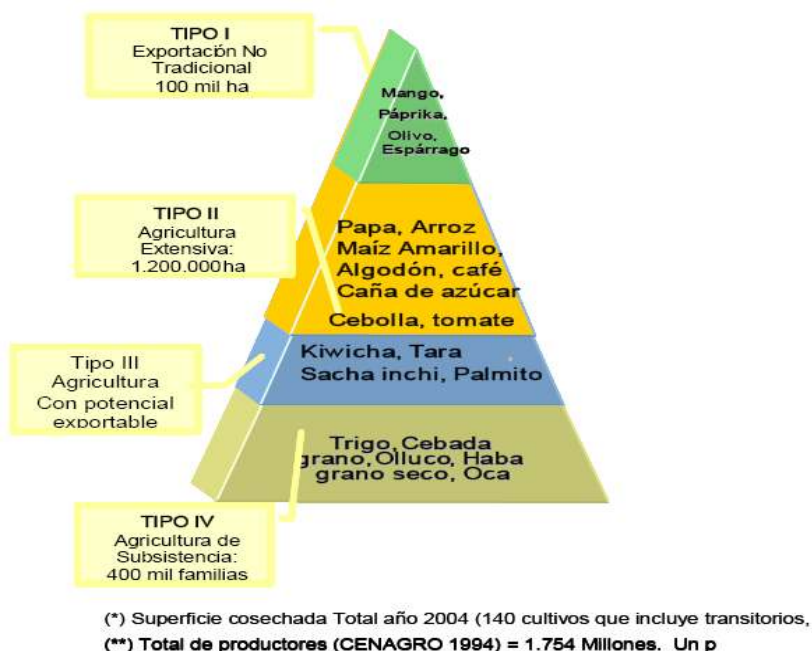 TIPO I
Exportación No
Tradicional
100 mil ha
Mango,
Páprika,
Olivo,
Espárrago
TIPO II
Agricultura
Extensiva:
1.200.000ha
Papa, Arroz
Maíz Amarillo,
Algodón, café
Caña de azúcar
Cebolla, tomate
Tipo III
Agricultura
Con potencial
exportable
Kiwicha, Tara
Sacha inchi, Palmito
Trigo, Cebada
grano, Olluco, Haba
grano seco, Oca
TIPO IV
Agricultura de
Subsistencia:
400 mil familias
(*) Superficie cosechada Total año 2004 (140 cultivos que incluye transitorios,
(**) Total de productores (CENAGRO 1994) = 1.754 Millones. Un p